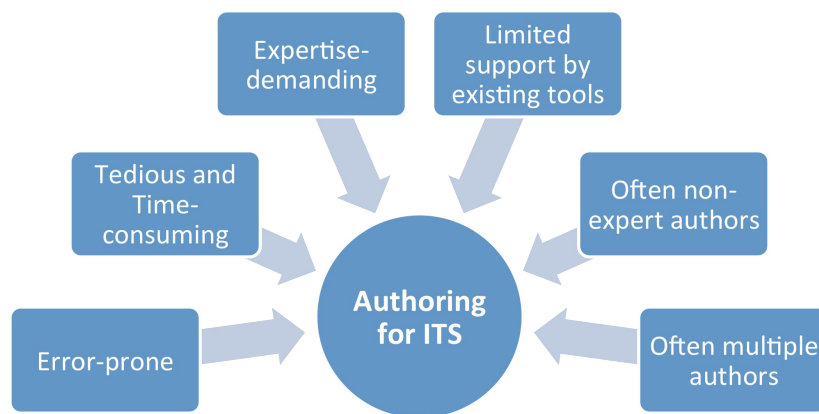 Expertise-
demanding
Limited
support by
existing tools
Tedious and
Time-
consuming
Often non-
expert authors
Authoring
for ITS
Error-prone
Often multiple
authors